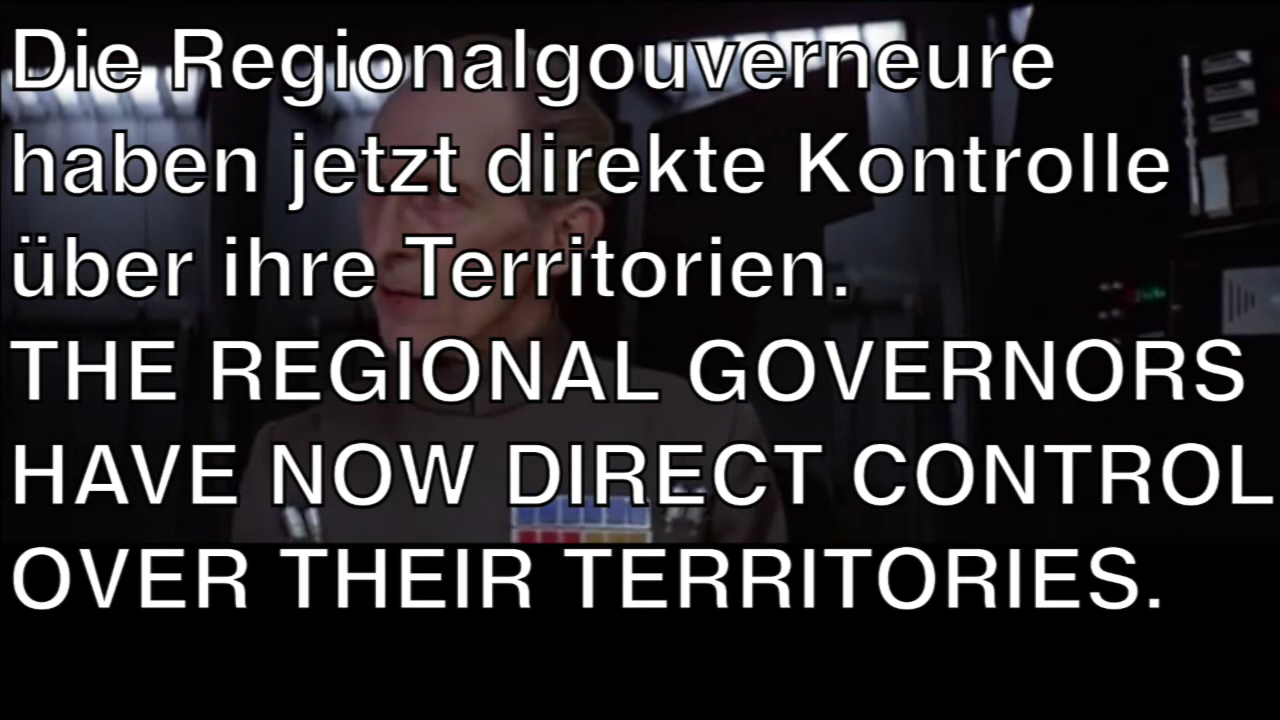 Die Regionalgouverneure
haben jetzt direkte Kontrolle
über ihre Territorien.
THE REGIONAL GOVERNORS
HAVE NOW DIRECT CONTROL
OVER THEIR TERRITORIES.